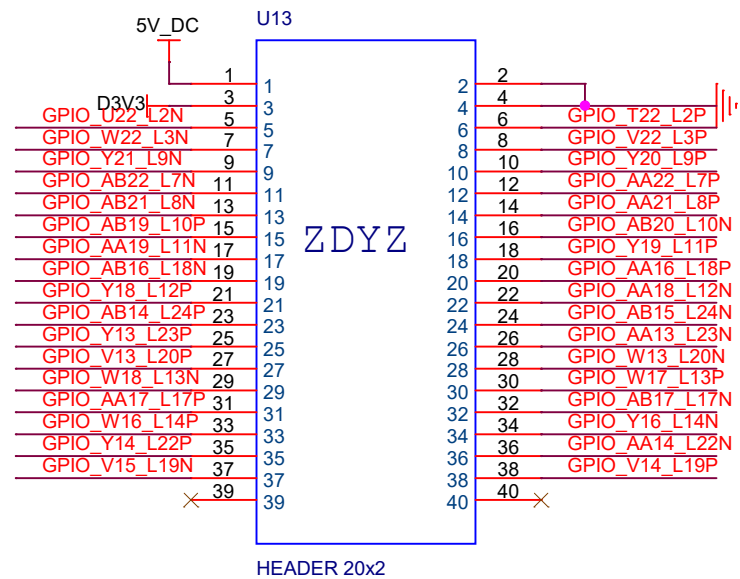 U13
5V_DC
1 1 2 2
D3V3 3 3 4 4
GPIO_U22_L2N 5 5 6 6 GPIO_T22_L2P
GPIO_W22_L3N 7 7 8 8 GPIO_V22_L3P
GPIO_Y21_L9N 9 9 10 10 GPIO_Y20_L9P
GPIO_AB22_L7N 11 11 12 12 GPIO_AA22_L7P
GPIO_AB21_L8N 13 13 14 14 GPIO_AA21_L8P
GPIO_AB19_L10P 15 15 16 16 GPIO_AB20_L10N
ZDYZ
GPIO_AA19_L11N 17 17 18 18 GPIO_Y19_L11P
GPIO_AB16_L18N 19 19 20 20 GPIO_AA16_L18P
GPIO_Y18_L12P 21 21 22 22 GPIO_AA18_L12N
GPIO_AB14_L24P 23 23 24 24 GPIO_AB15_L24N
GPIO_Y13_L23P 25 25 26 26 GPIO_AA13_L23N
GPIO_V13_L20P 27 27 28 28 GPIO_W13_L20N
GPIO_W18_L13N 29 29 30 30 GPIO_W17_L13P
GPIO_AA17_L17P 31 31 32 32 GPIO_AB17_L17N
GPIO_W16_L14P 33 33 34 34 GPIO_Y16_L14N
GPIO_Y14_L22P 35 35 36 36 GPIO_AA14_L22N
GPIO_V15_L19N 37 37 38 38 GPIO_V14_L19P
39 39 40 40
HEADER 20x2